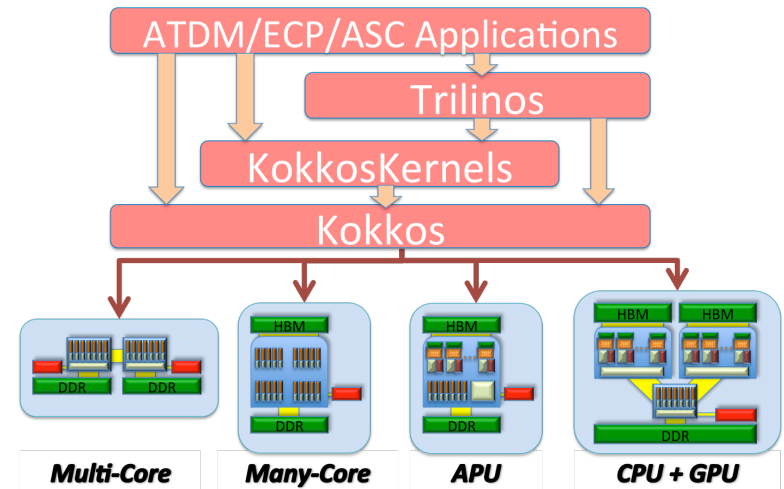 ATDM/ECP/ASC Applications
Trilinos
KokkosKernels
Kokkos
HBM
HBM
HBM
HBM
DDR
DDR
DDR
DDR
DDR
Multi-Core
Many-Core
APU
CPU + GPU